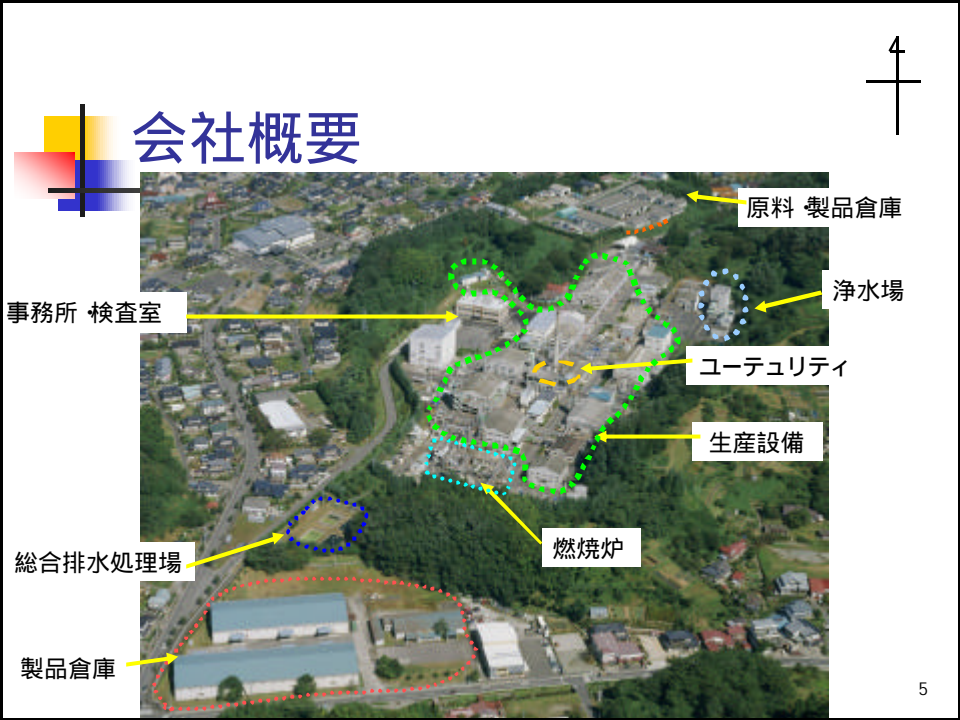 4
会社概要
原料・製品倉庫
浄水場
事務所・検査室
ユーテュリティ
生産設備
燃焼炉
総合排水処理場
製品倉庫
5